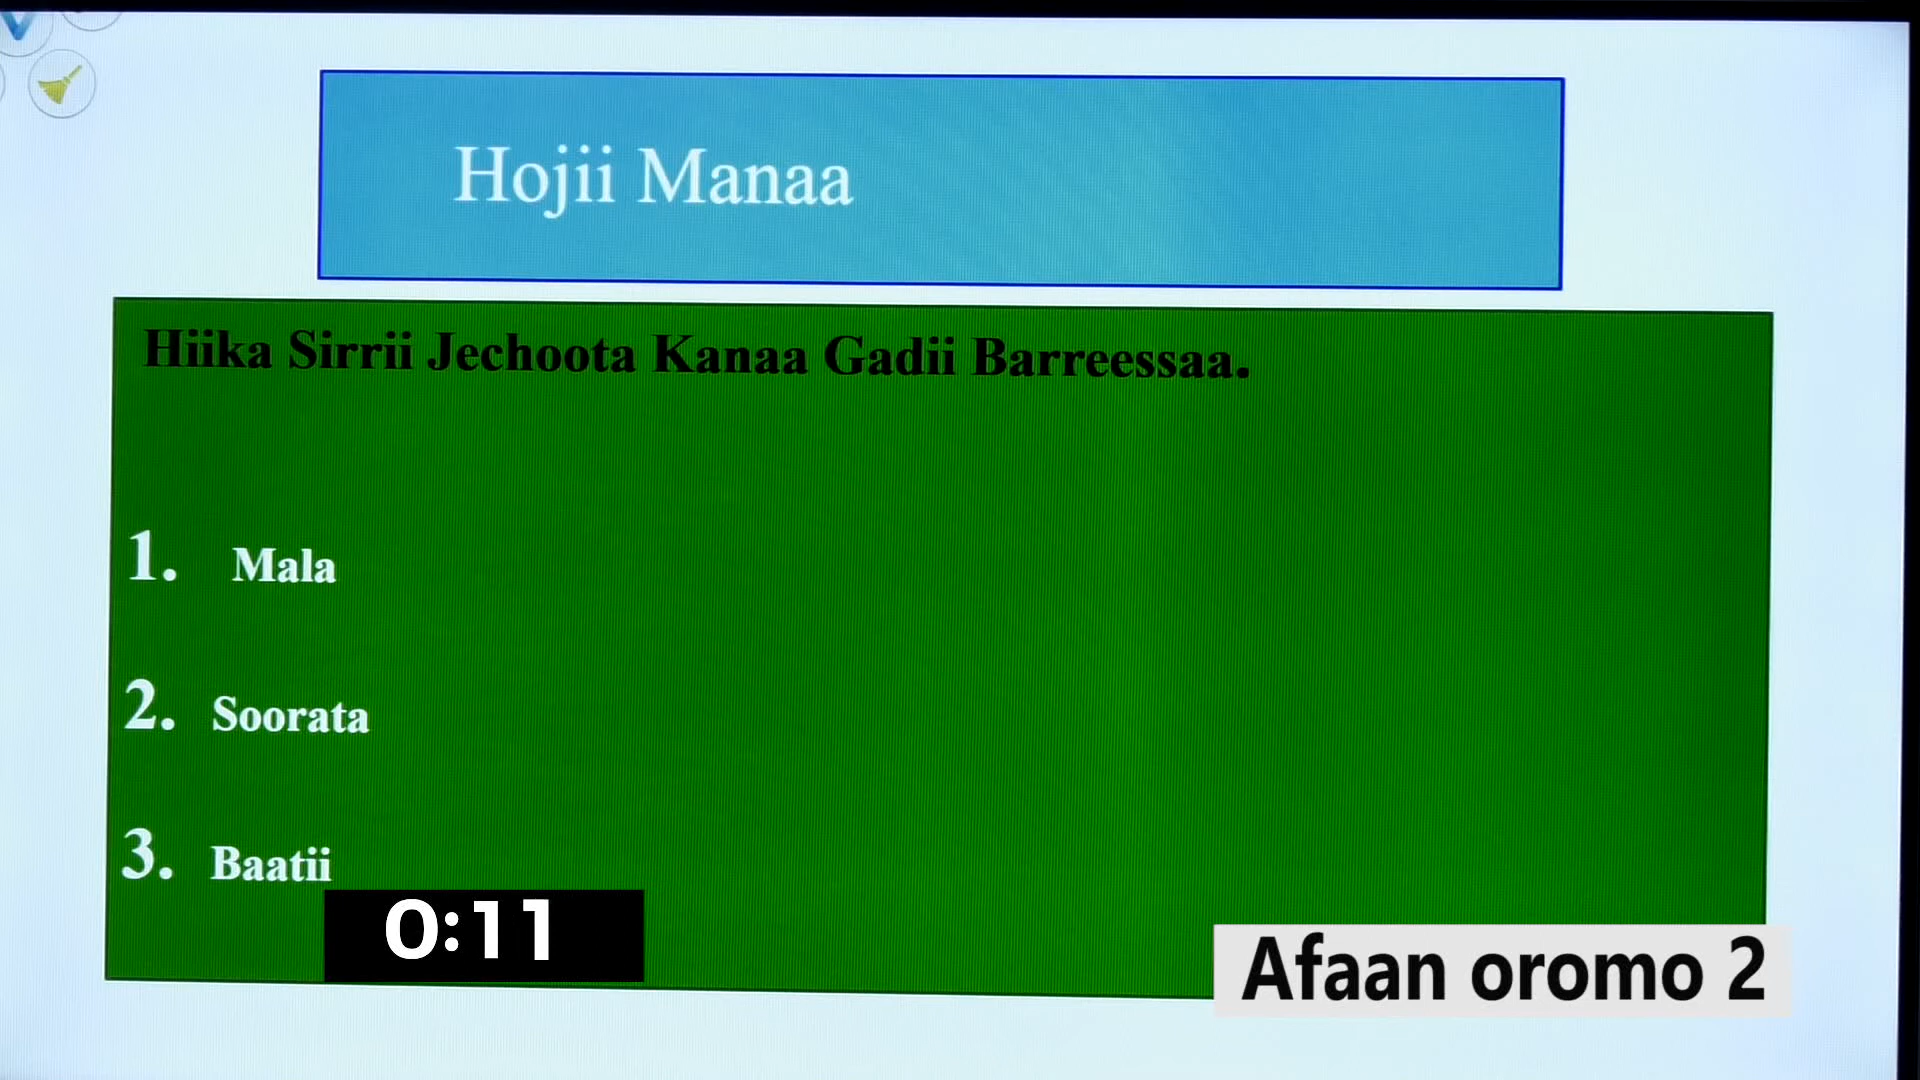 Hojii Manaa
Hiika Sirrii Jechoota Kanaa Gadii Barreessaa.
1. Mala
2. Soorata
3. Baatii
0:11
Afaan oromo 2